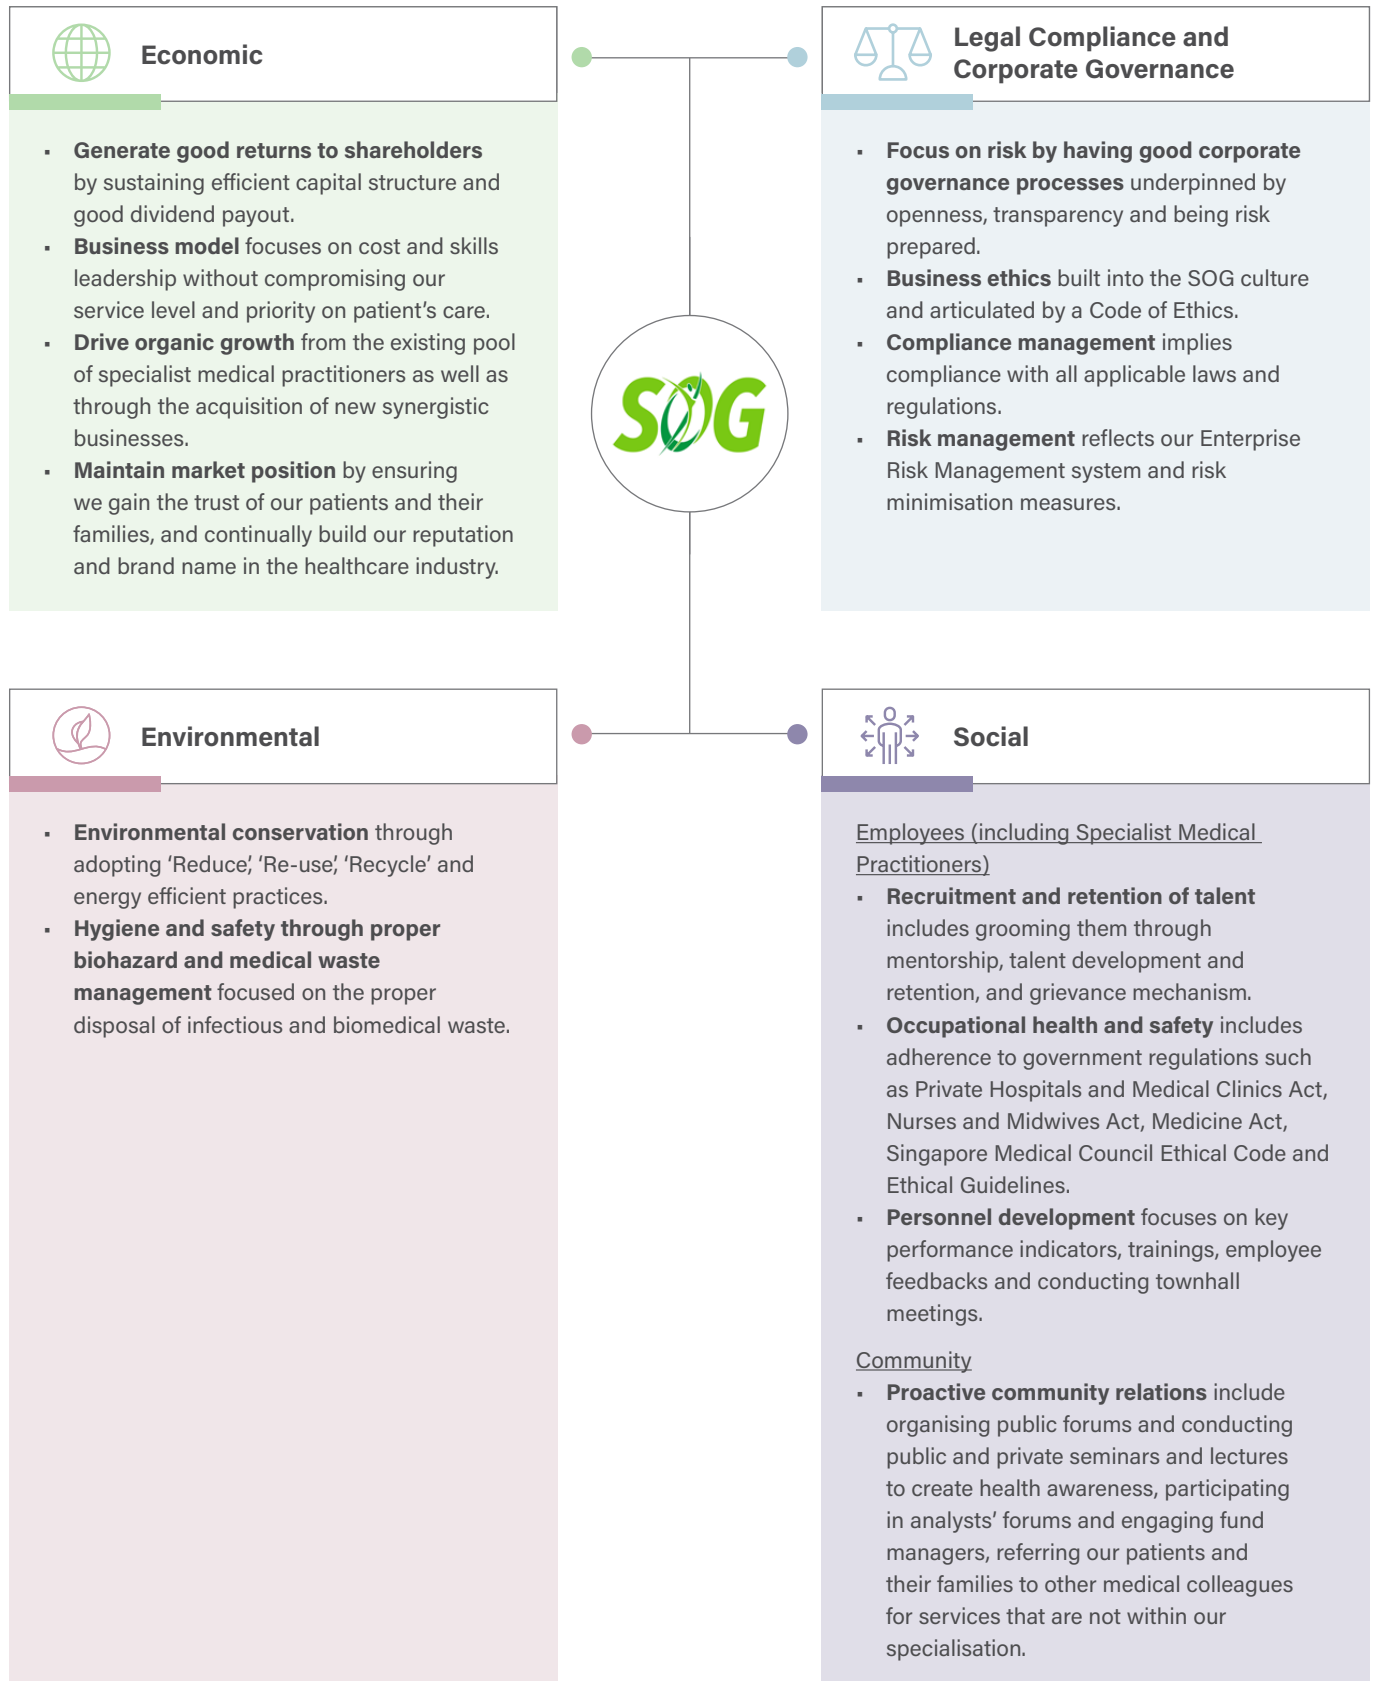 Economic
▪ Generate good returns to shareholders
by sustaining efficient capital structure and
good dividend payout.
▪ Business model focuses on cost and skills
leadership without compromising our
service level and priority on patient's care.
▪ Drive organic growth from the existing pool
of specialist medical practitioners as well as
through the acquisition of new synergistic
businesses.
▪ Maintain market position by ensuring
we gain the trust of our patients and their
families, and continually build our reputation
and brand name in the healthcare industry.
Legal Compliance and
Corporate Governance
▪ Focus on risk by having good corporate
governance processes underpinned by
openness, transparency and being risk
prepared.
▪ Business ethics built into the SOG culture
and articulated by a Code of Ethics.
▪ Compliance management implies
compliance with all applicable laws and
regulations.
▪ Risk management reflects our Enterprise
Risk Management system and risk
minimisation measures.
SOG
Environmental
▪ Environmental conservation through
adopting ‘Reduce’, ‘Re-use’, ‘Recycle’ and
energy efficient practices.
▪ Hygiene and safety through proper
biohazard and medical waste
management focused on the proper
disposal of infectious and biomedical waste.
Social
Employees (including Specialist Medical
Practitioners)
▪ Recruitment and retention of talent
includes grooming them through
mentorship, talent development and
retention, and grievance mechanism.
▪ Occupational health and safety includes
adherence to government regulations such
as Private Hospitals and Medical Clinics Act,
Nurses and Midwives Act, Medicine Act,
Singapore Medical Council Ethical Code and
Ethical Guidelines.
▪ Personnel development focuses on key
performance indicators, trainings, employee
feedbacks and conducting townhall
meetings.
Community
▪ Proactive community relations include
organising public forums and conducting
public and private seminars and lectures
to create health awareness, participating
in analysts’ forums and engaging fund
managers, referring our patients and
their families to other medical colleagues
for services that are not within our
specialisation.